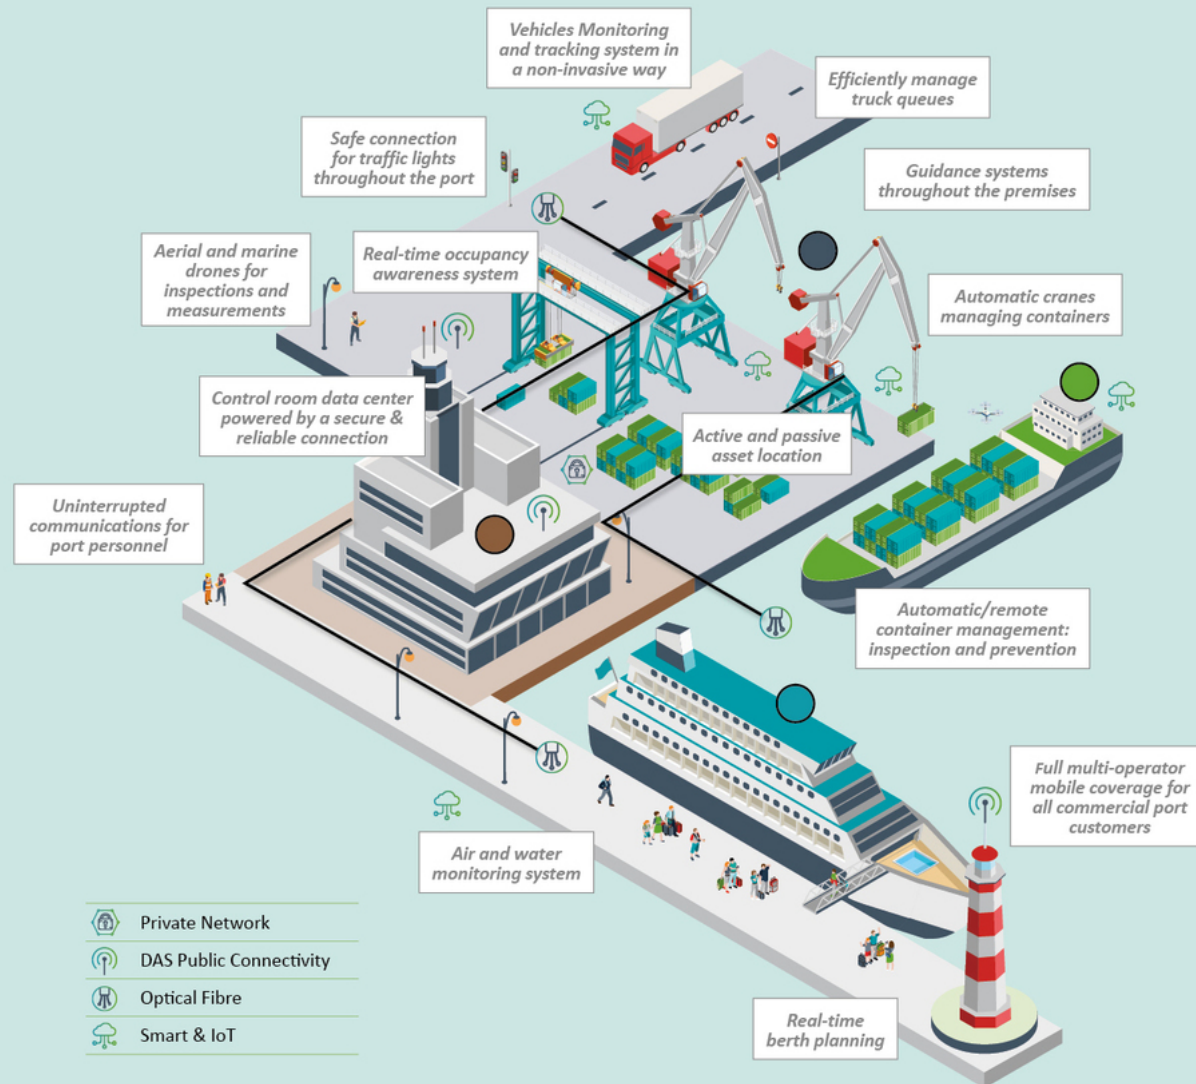 Vehicles Monitoring
and tracking system in
a non-invasive way
Efficiently manage
truck queues
Safe connection
for traffic lights
throughout the port
Guidance systems
throughout the premises
Aerial and marine
drones for
inspections and
measurements
Real-time occupancy
awareness system
Automatic cranes
managing containers
Control room data center
powered by a secure &
reliable connection
Active and passive
asset location
Uninterrupted
communications for
port personnel
Automatic/remote
container management:
inspection and prevention
Full multi-operator
mobile coverage for
all commercial port
customers
Air and water
monitoring system
Private Network
DAS Public Connectivity
Optical Fibre
Smart & IoT
Real-time
berth planning